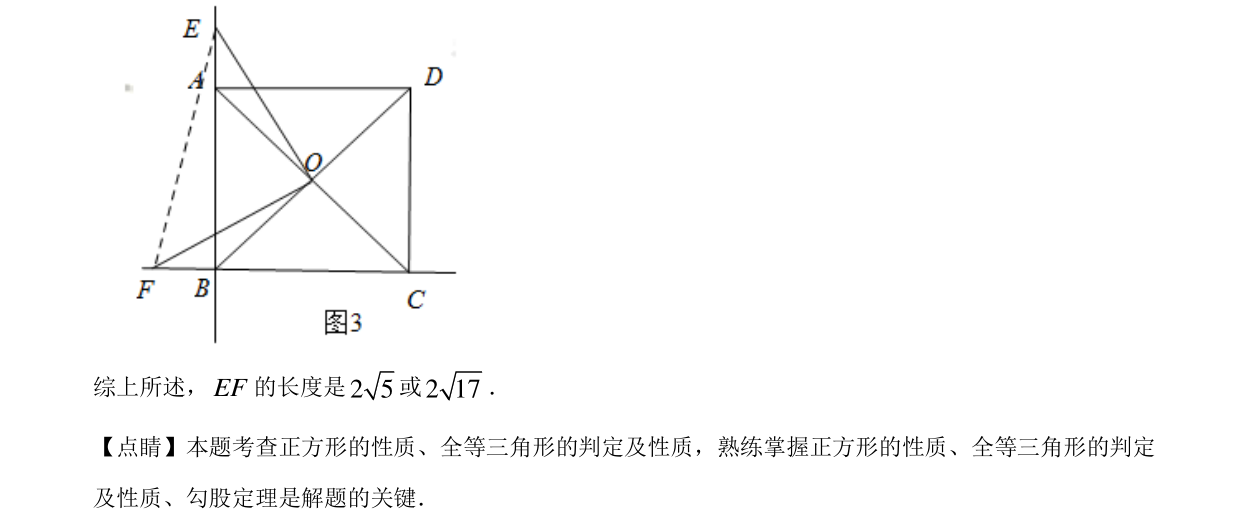 E
A
D
O
F
B
C
图3
综上所述，EF 的长度是 2√5 或 2√17．
【点睛】本题考查正方形的性质、全等三角形的判定及性质，熟练掌握正方形的性质、全等三角形的判定
及性质、勾股定理是解题的关键．